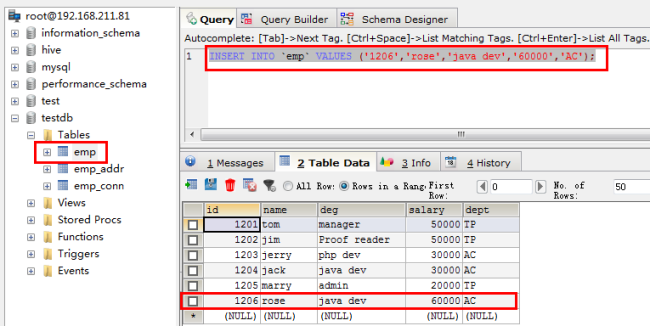 root@192.168.211.81
information_schema
hive
mysql
performance_schema
test
testdb
Tables
emp
emp_addr
emp_conn
Views
Stored Procs
Functions
Triggers
Events
Query Query Builder Schema Designer
Autocomplete: [Tab]->Next Tag. [Ctrl+Space]->List Matching Tags. [Ctrl+Enter]->List All Tags.
1 INSERT INTO `emp` VALUES ('1206','rose','java dev','60000','AC');
1 Messages 2 Table Data 3 Info 4 History
All Row: Rows in a Rang. First Row: 0 No. of Rows: 50
id name deg salary dept
1201 tom manager 50000 TP
1202 jim Proof reader 50000 TP
1203 jerry php dev 30000 AC
1204 jack java dev 30000 AC
1205 marry admin 20000 TP
1206 rose java dev 60000 AC
* (NULL) (NULL) (NULL) (NULL) (NULL)